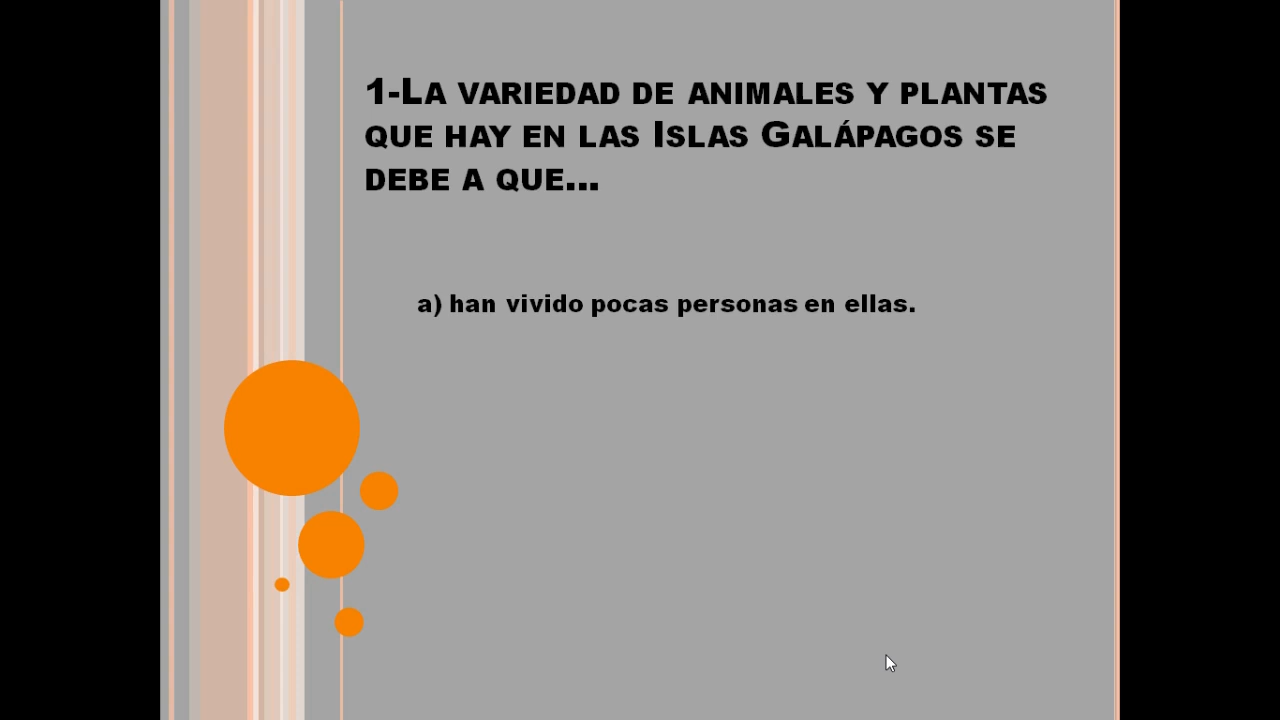 1-La variedad de animales y plantas
que hay en las Islas Galápagos se
debe a que...
a) han vivido pocas personas en ellas.